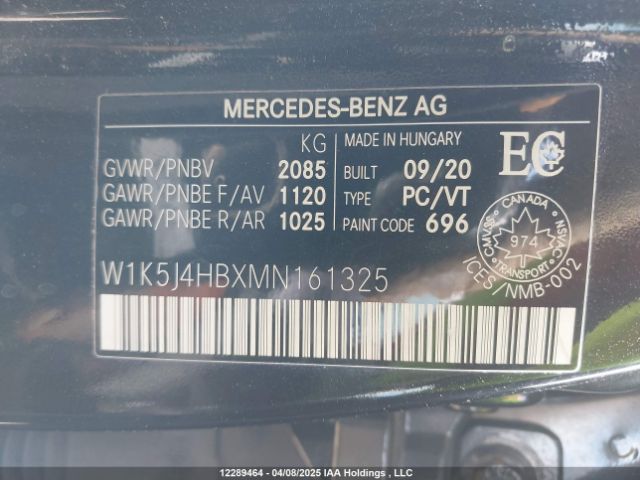 MERCEDES-BENZ AG
KG
GVWR/PNBV 2085
GAWR/PNBE F/AV 1120
GAWR/PNBE R/AR 1025
MADE IN HUNGARY
BUILT 09/20
TYPE PC/VT
PAINT CODE 696
EC
CANADA
CMVSS
NSVAC
974
TRANSPORT
ICES/NMB-002
W1K5J4HBXMN161325
12289464 - 04/08/2025 IAA Holdings , LLC